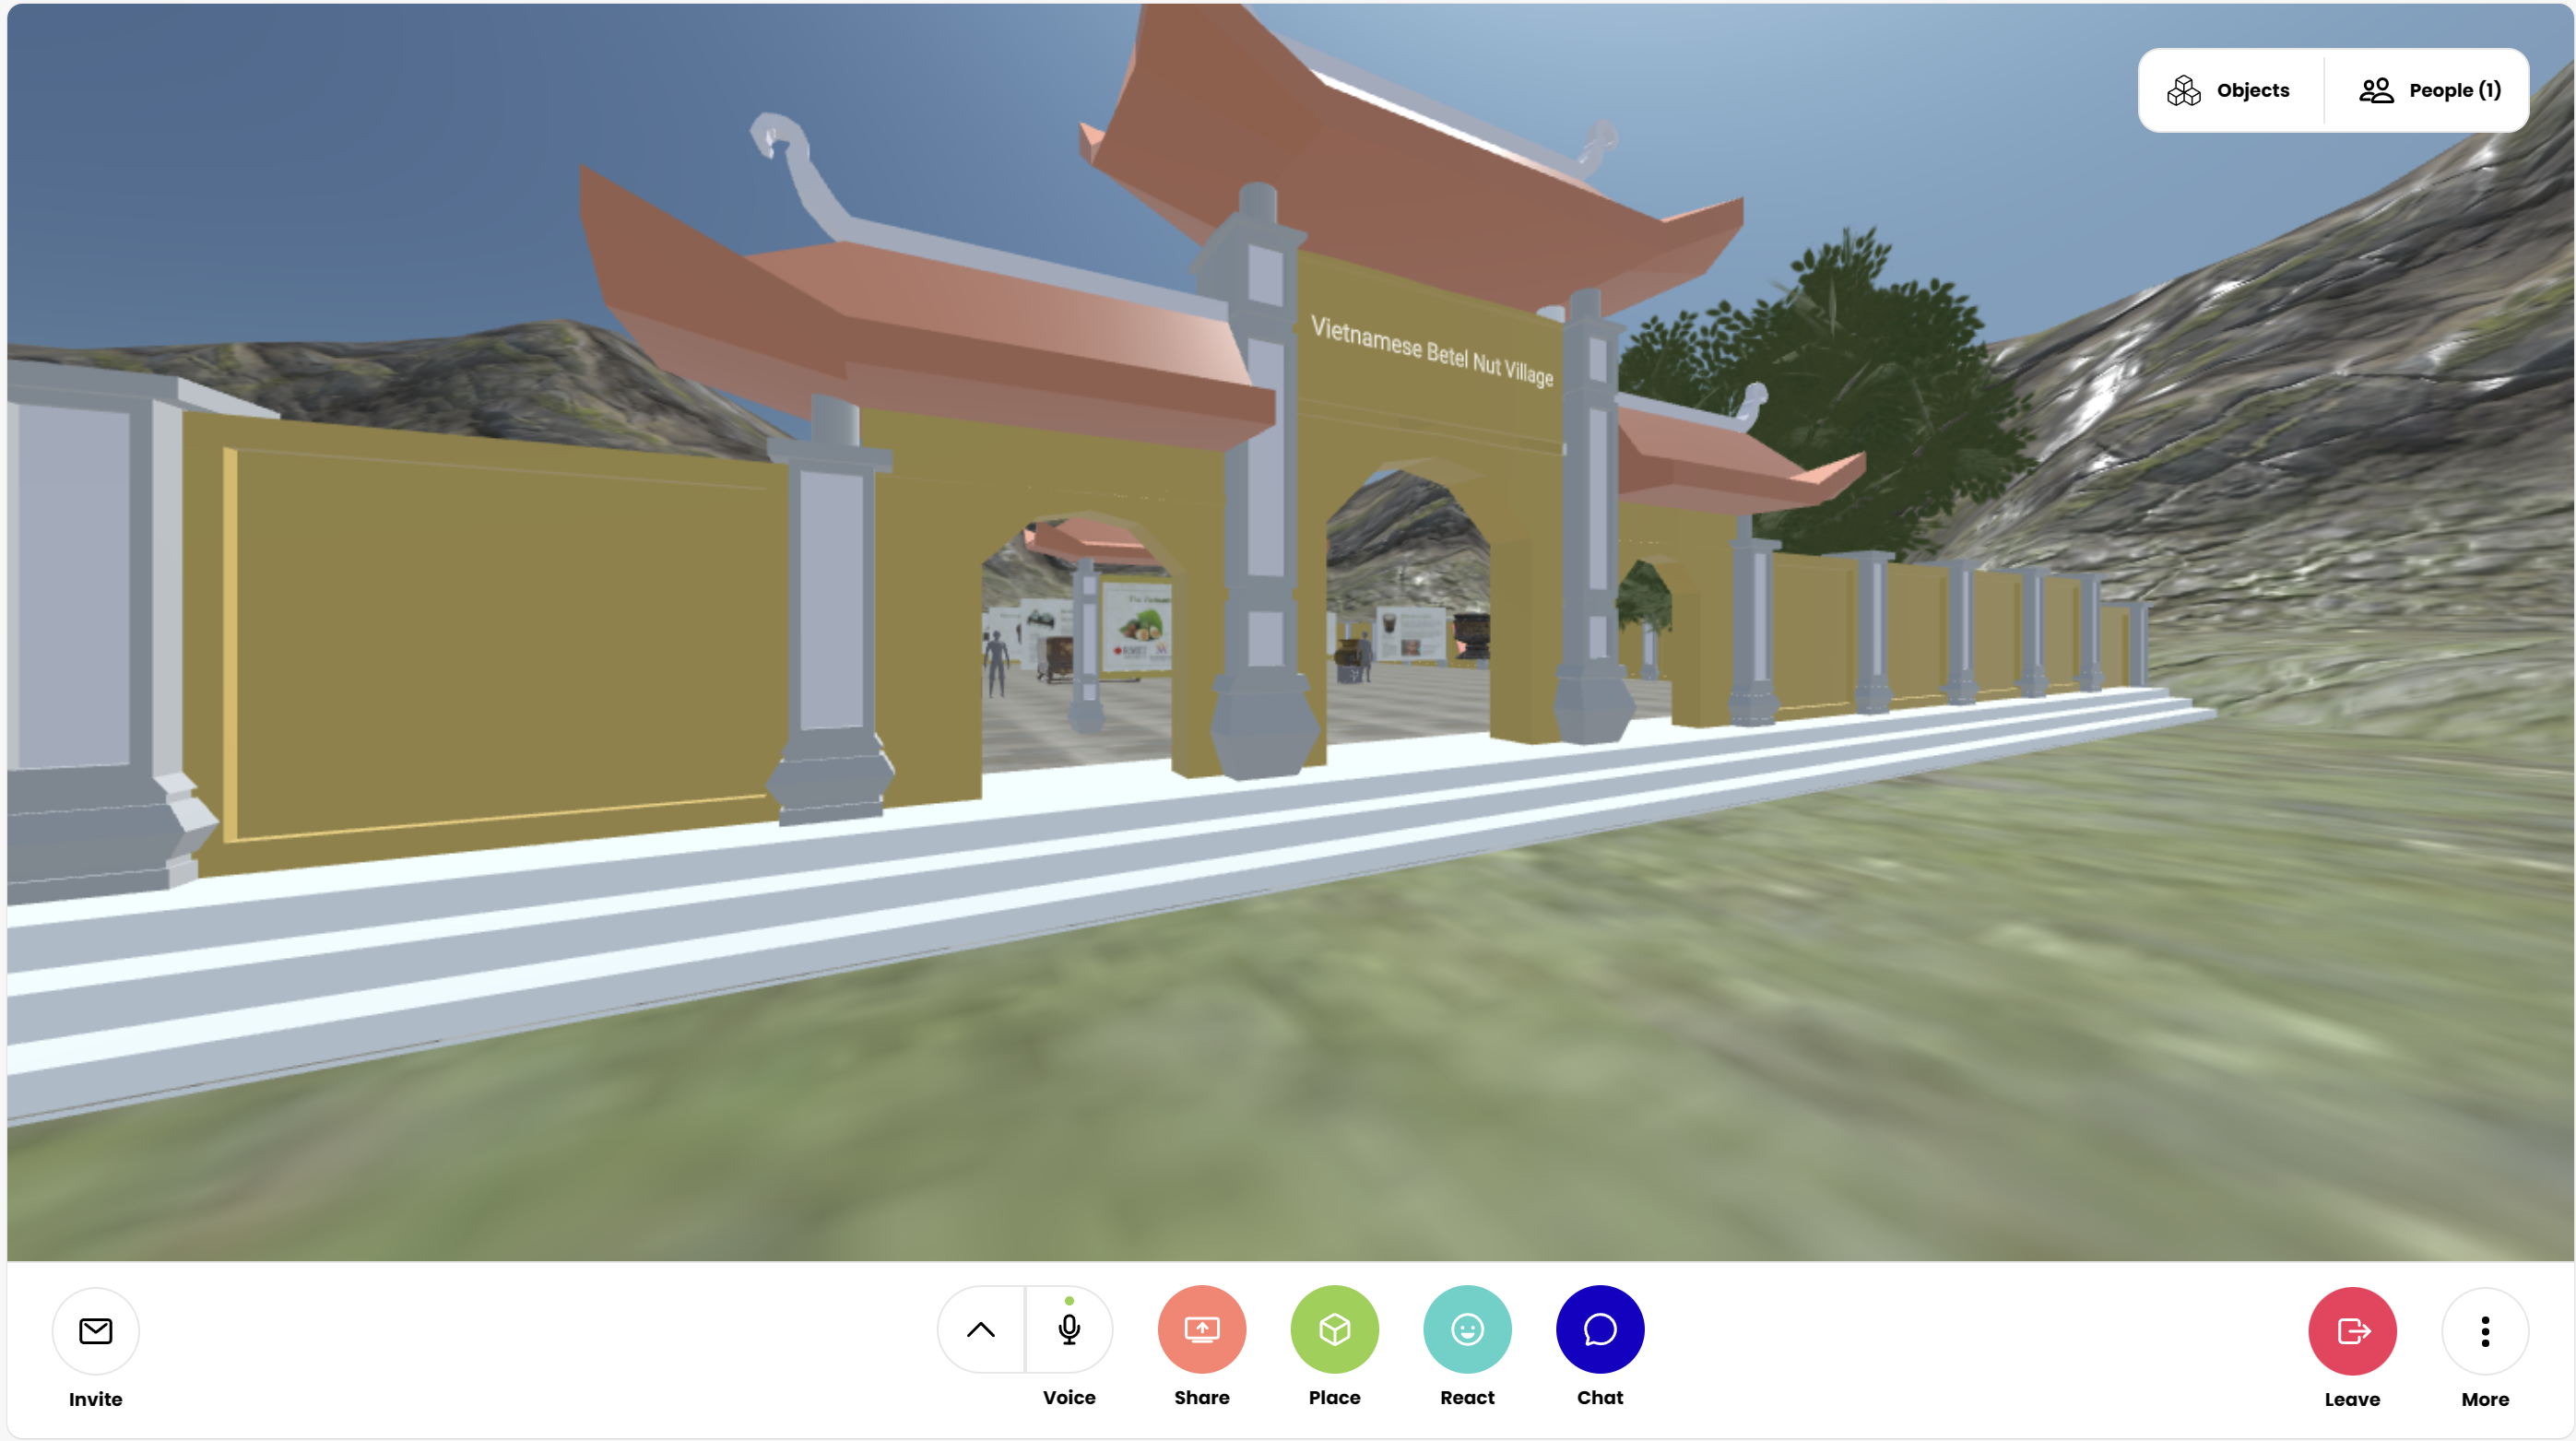 Objects
People (1)
Vietnamese Betel Nut Village
Invite
Voice
Share
Place
React
Chat
Leave
More